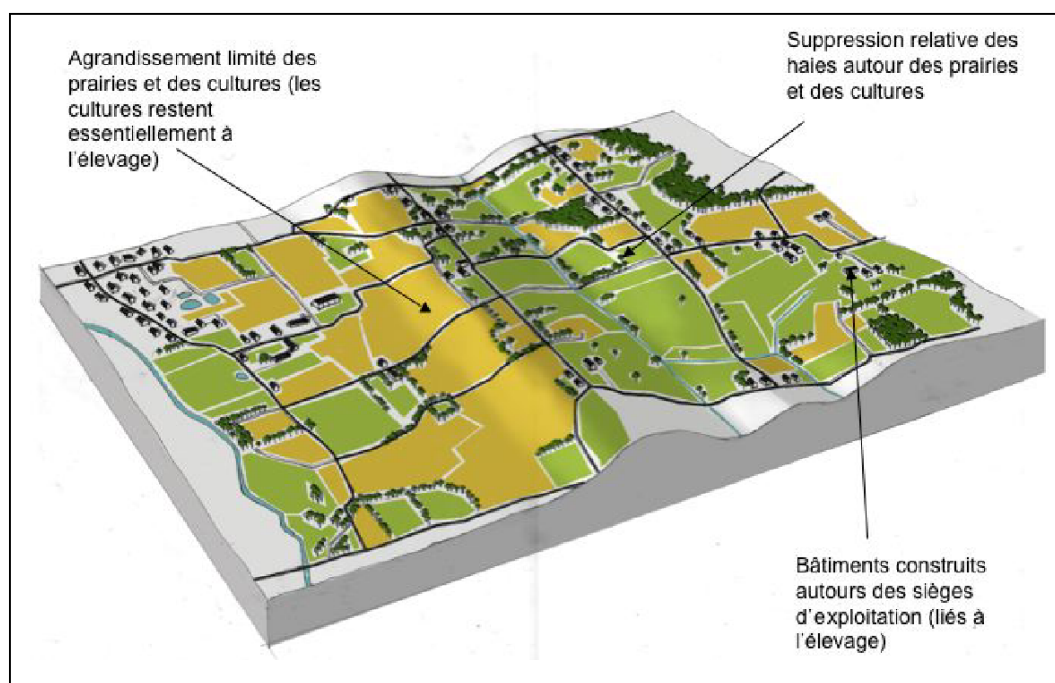 Agrandissement limité des
prairies et des cultures (les
cultures restent
essentiellement à
l'élevage)
Suppression relative des
haies autour des prairies
et des cultures
Bâtiments construits
autours des sièges
d'exploitation (liés à
l'élevage)